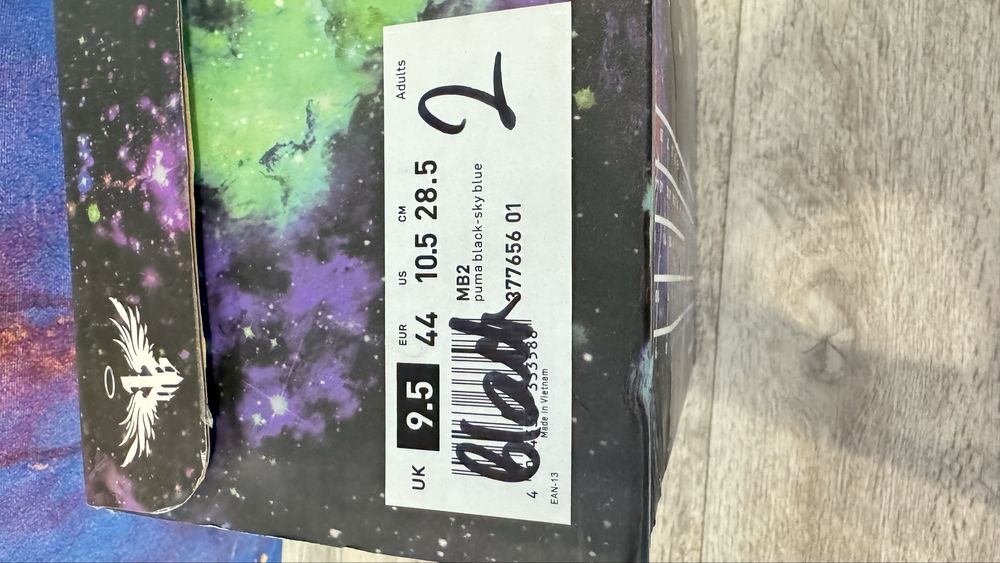 UK 9.5 EUR 44 US 10.5 CM 28.5 Adults
MB2
puma black-sky blue
377656 01
2
Made in Vietnam
EAN-13